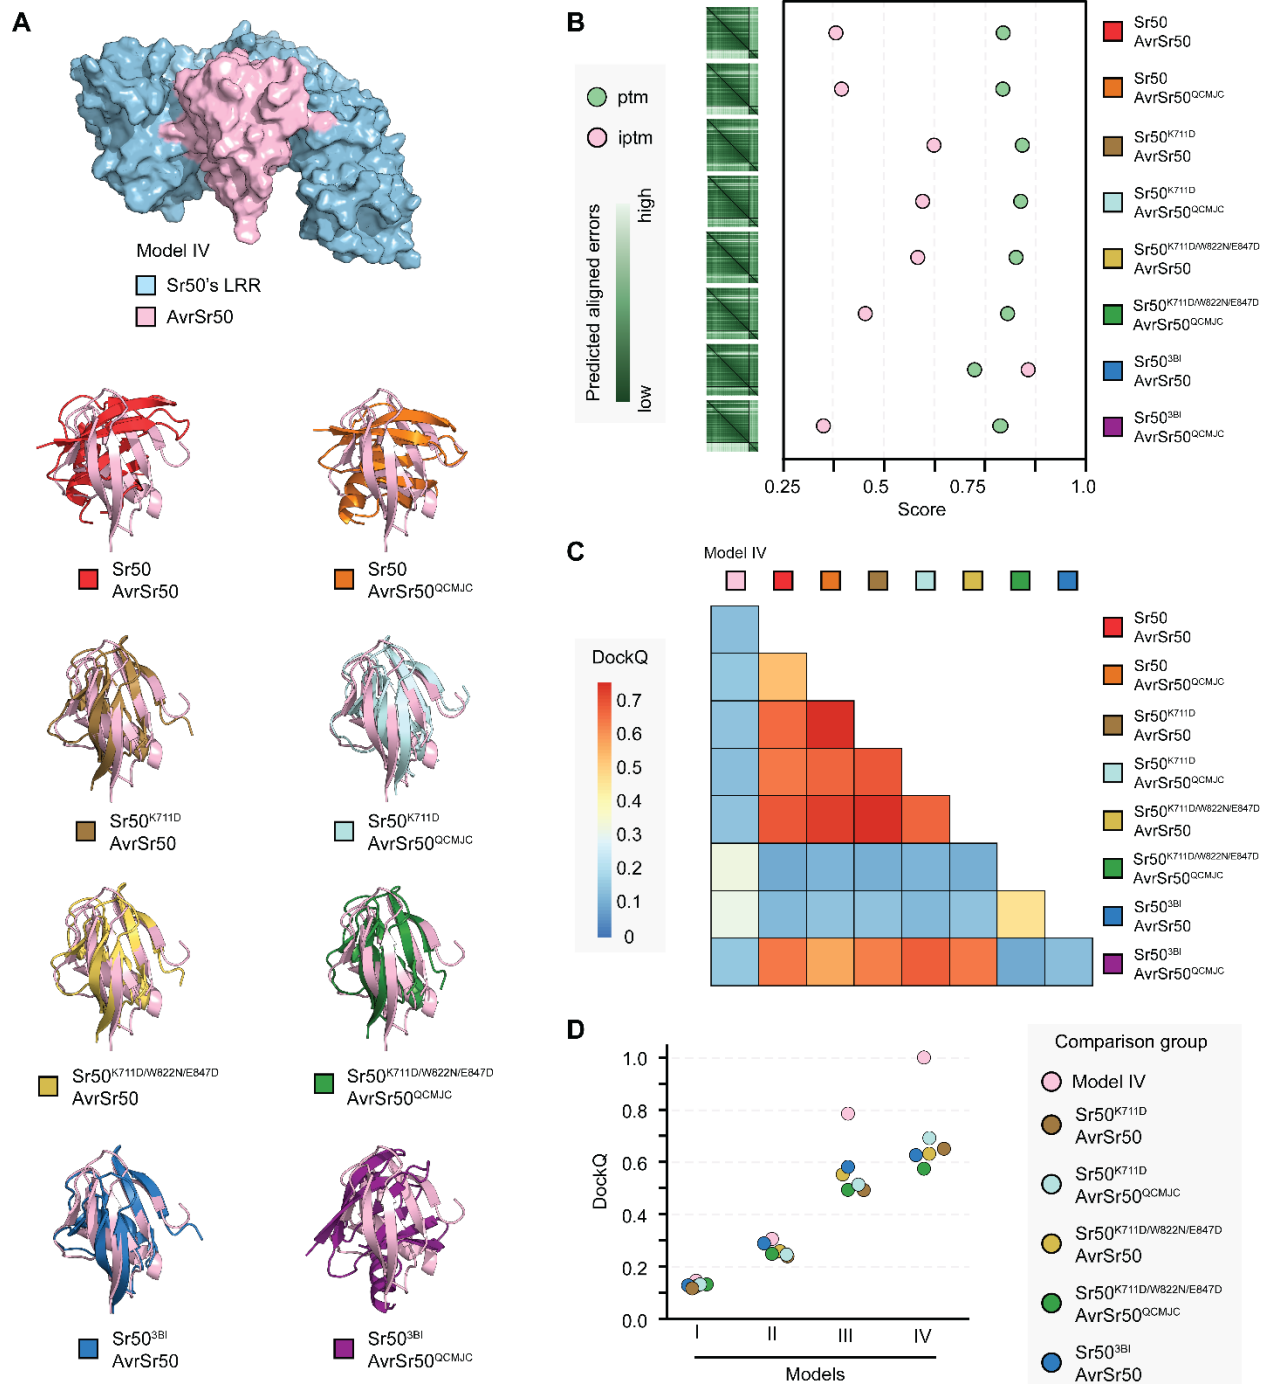 A
Model IV
Sr50's LRR
AvrSr50
Sr50
AvrSr50
Sr50
AvrSr50QCMJC
Sr50K711D
AvrSr50
Sr50K711D
AvrSr50QCMJC
Sr50K711D/W822N/E847D
AvrSr50
Sr50K711D/W822N/E847D
AvrSr50QCMJC
Sr503BI
AvrSr50
Sr503BI
AvrSr50QCMJC
B
ptm
iptm
Predicted aligned errors
high
low
Sr50
AvrSr50
Sr50
AvrSr50QCMJC
Sr50K711D
AvrSr50
Sr50K711D
AvrSr50QCMJC
Sr50K711D/W822N/E847D
AvrSr50
Sr50K711D/W822N/E847D
AvrSr50QCMJC
Sr503BI
AvrSr50
Sr503BI
AvrSr50QCMJC
0.25 0.5 0.75 1.0
Score
C
Model IV
DockQ
0.7
0.6
0.5
0.4
0.3
0.2
0.1
0
Sr50
AvrSr50
Sr50
AvrSr50QCMJC
Sr50K711D
AvrSr50
Sr50K711D
AvrSr50QCMJC
Sr50K711D/W822N/E847D
AvrSr50
Sr50K711D/W822N/E847D
AvrSr50QCMJC
Sr503BI
AvrSr50
Sr503BI
AvrSr50QCMJC
D
DockQ
1.0
0.8
0.6
0.4
0.2
0.0
I II III IV
Models
Comparison group
Model IV
Sr50K711D
AvrSr50
Sr50K711D
AvrSr50QCMJC
Sr50K711D/W822N/E847D
AvrSr50
Sr50K711D/W822N/E847D
AvrSr50QCMJC
Sr503BI
AvrSr50